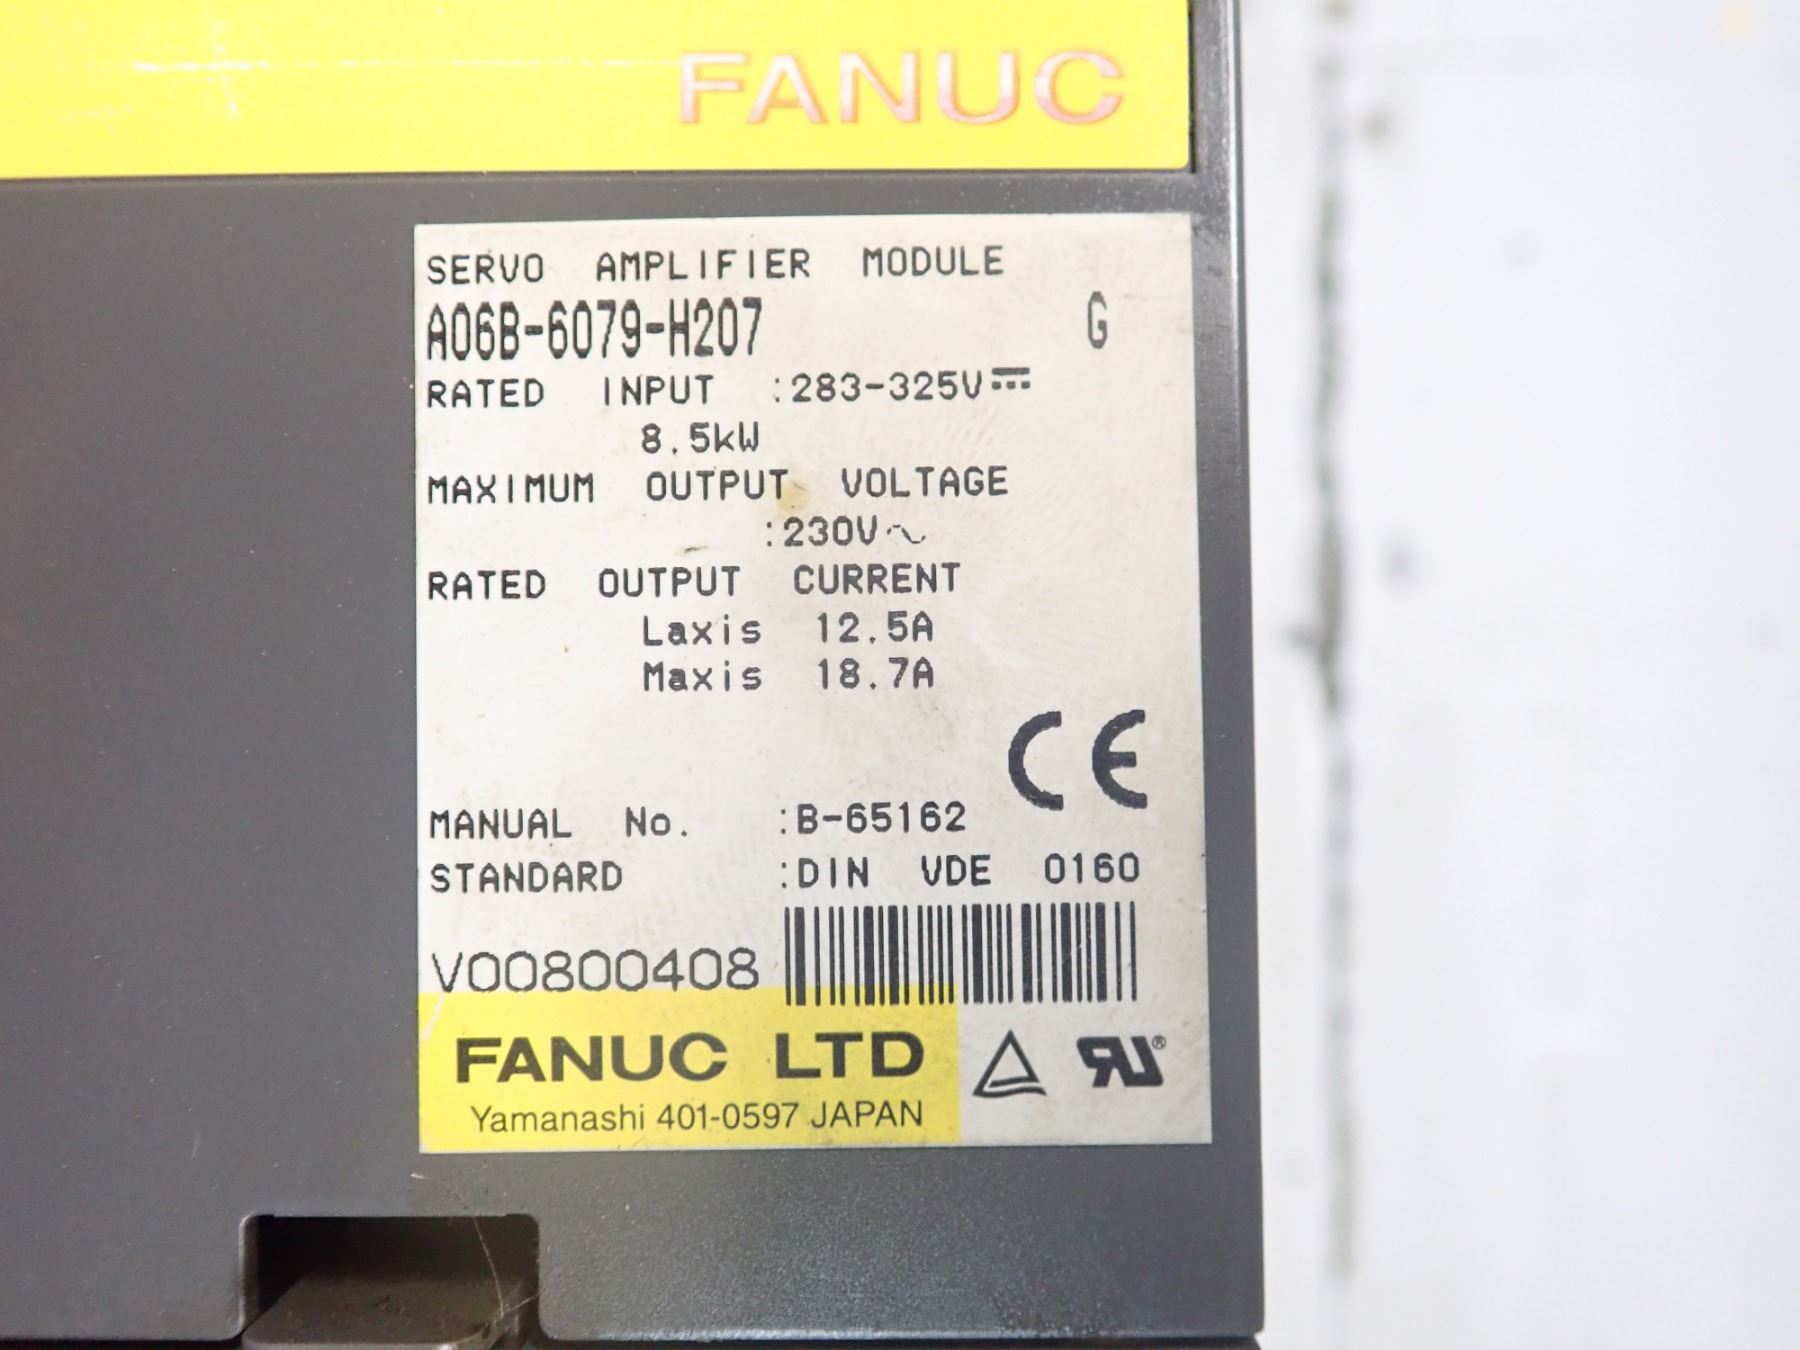 FANUC
SERVO AMPLIFIER MODULE
A06B-6079-H207 G
RATED INPUT :283-325V⎓
8.5kW
MAXIMUM OUTPUT VOLTAGE
:230V~
RATED OUTPUT CURRENT
Laxis 12.5A
Maxis 18.7A
CE
MANUAL No. :B-65162
STANDARD :DIN VDE 0160
V00800408
FANUC LTD
Yamanashi 401-0597 JAPAN